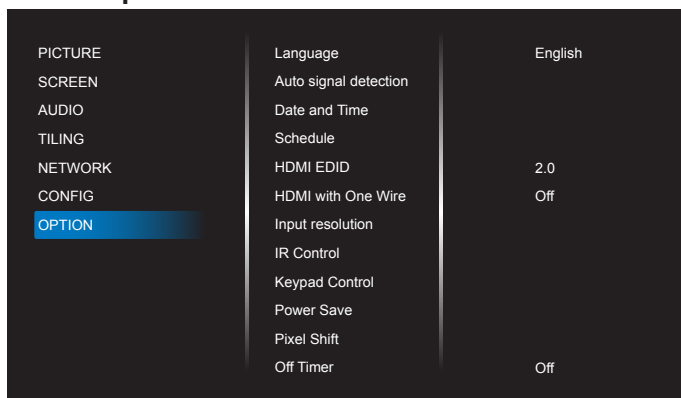 PICTURE Language English
SCREEN Auto signal detection
AUDIO Date and Time
TILING Schedule
NETWORK HDMI EDID 2.0
CONFIG HDMI with One Wire Off
OPTION Input resolution
IR Control
Keypad Control
Power Save
Pixel Shift
Off Timer Off